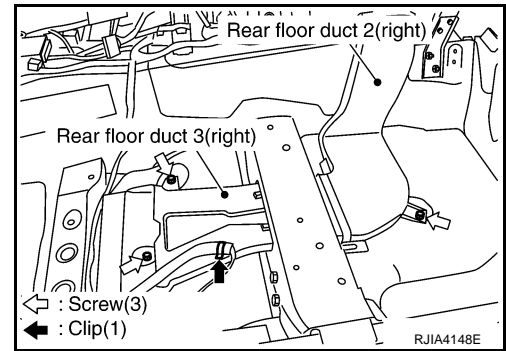 Rear floor duct 2(right)
Rear floor duct 3(right)
: Screw(3)
: Clip(1)
RJIA4148E